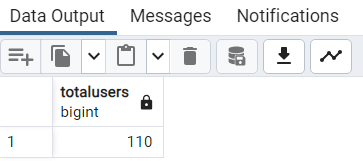 Data Output Messages Notifications
totalusers
bigint
1 110